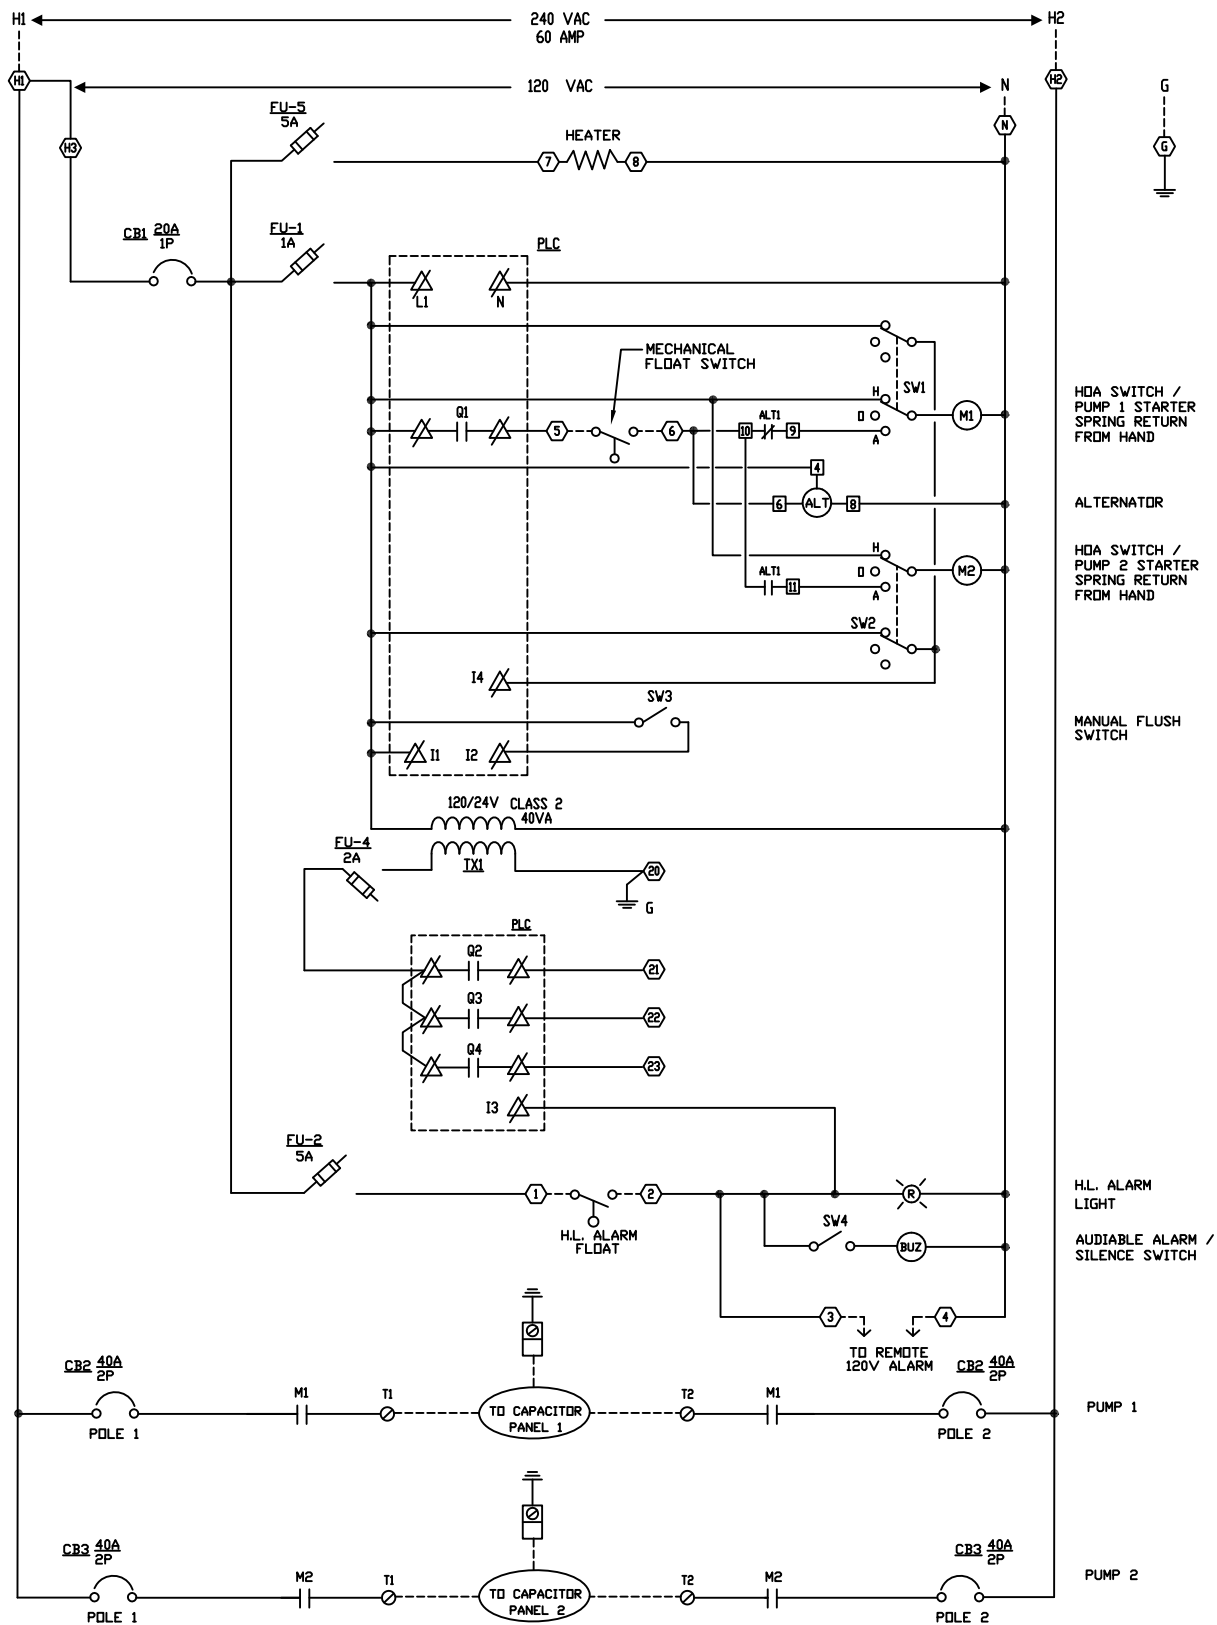 H1
240 VAC
60 AMP
H2
H1
120 VAC
N
H2
G
FU-5
5A
N
H3
HEATER
G
7
8
CB1 20A
1P
FU-1
1A
PLC
L1
N
MECHANICAL
FLOAT SWITCH
SW1
H
O
A
Q1
5
6
10
ALT1
9
M1
HOA SWITCH /
PUMP 1 STARTER
SPRING RETURN
FROM HAND
4
6
ALT
8
ALTERNATOR
H
O
A
ALT1
11
M2
HOA SWITCH /
PUMP 2 STARTER
SPRING RETURN
FROM HAND
SW2
I4
SW3
MANUAL FLUSH
SWITCH
I1
I2
120/24V CLASS 2
40VA
FU-4
2A
TX1
20
G
PLC
Q2
21
Q3
22
Q4
23
I3
FU-2
5A
1
2
H.L. ALARM
FLOAT
R
H.L. ALARM
LIGHT
SW4
BUZ
AUDIABLE ALARM /
SILENCE SWITCH
3
4
TO REMOTE
120V ALARM
CB2 40A
2P
POLE 1
M1
T1
TO CAPACITOR
PANEL 1
T2
M1
CB2 40A
2P
POLE 2
PUMP 1
CB3 40A
2P
POLE 1
M2
T1
TO CAPACITOR
PANEL 2
T2
M2
CB3 40A
2P
POLE 2
PUMP 2